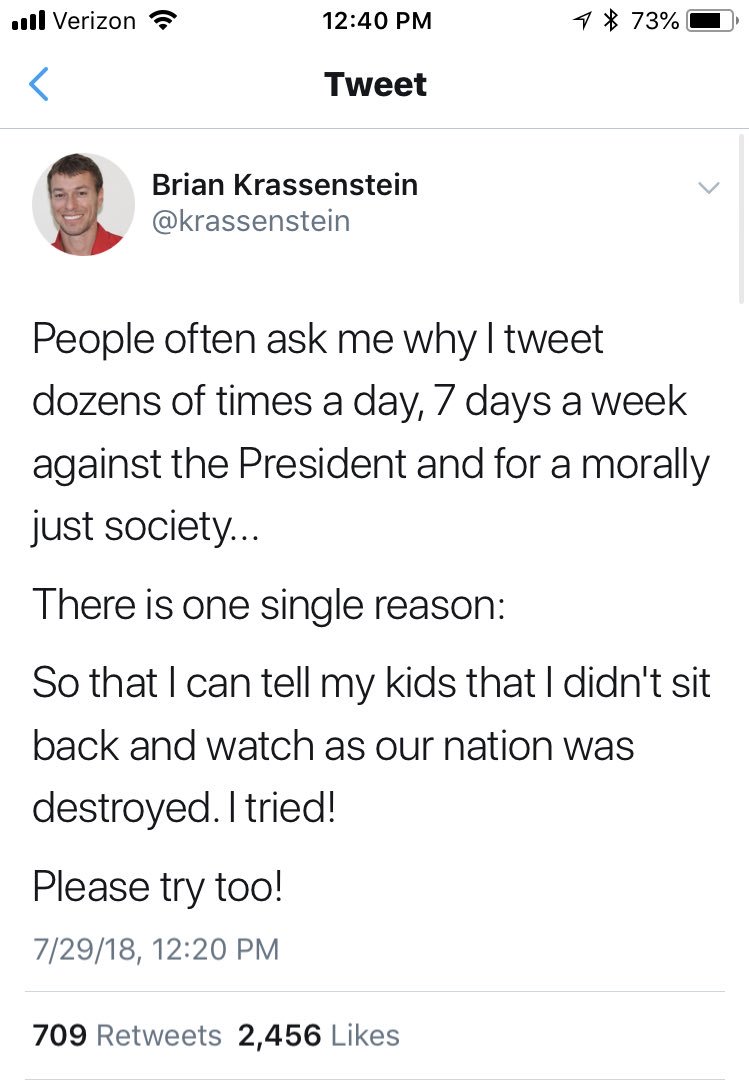 Verizon 12:40 PM 73%
Tweet
Brian Krassenstein
@krassenstein
People often ask me why I tweet
dozens of times a day, 7 days a week
against the President and for a morally
just society...
There is one single reason:
So that I can tell my kids that I didn't sit
back and watch as our nation was
destroyed. I tried!
Please try too!
7/29/18, 12:20 PM
709 Retweets 2,456 Likes